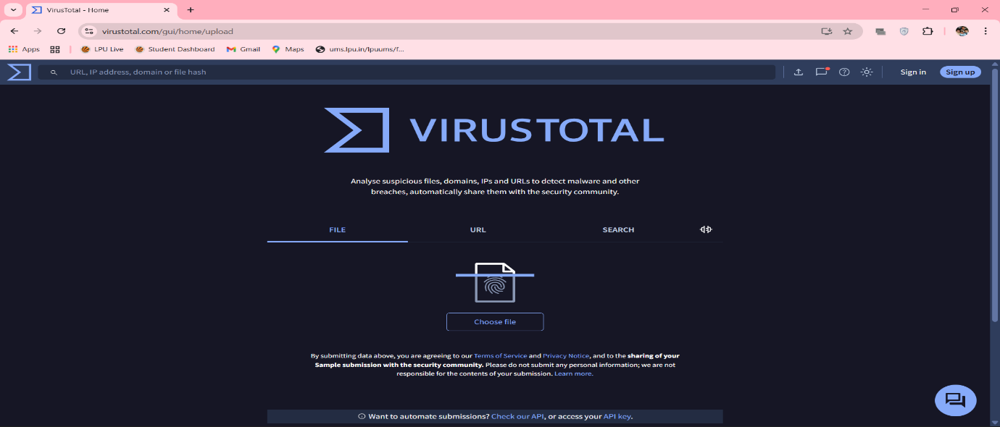 VirusTotal - Home
virustotal.com/gui/home/upload
Apps
LPU Live
Student Dashboard
Gmail
Maps
ums.lpu.in/lpuums/f...
URL, IP address, domain or file hash
Sign in
Sign up
VIRUSTOTAL
Analyse suspicious files, domains, IPs and URLs to detect malware and other
breaches, automatically share them with the security community.
FILE
URL
SEARCH
Choose file
By submitting data above, you are agreeing to our Terms of Service and Privacy Notice, and to the sharing of your
Sample submission with the security community. Please do not submit any personal information; we are not
responsible for the contents of your submission. Learn more.
Want to automate submissions? Check our API, or access your API key.